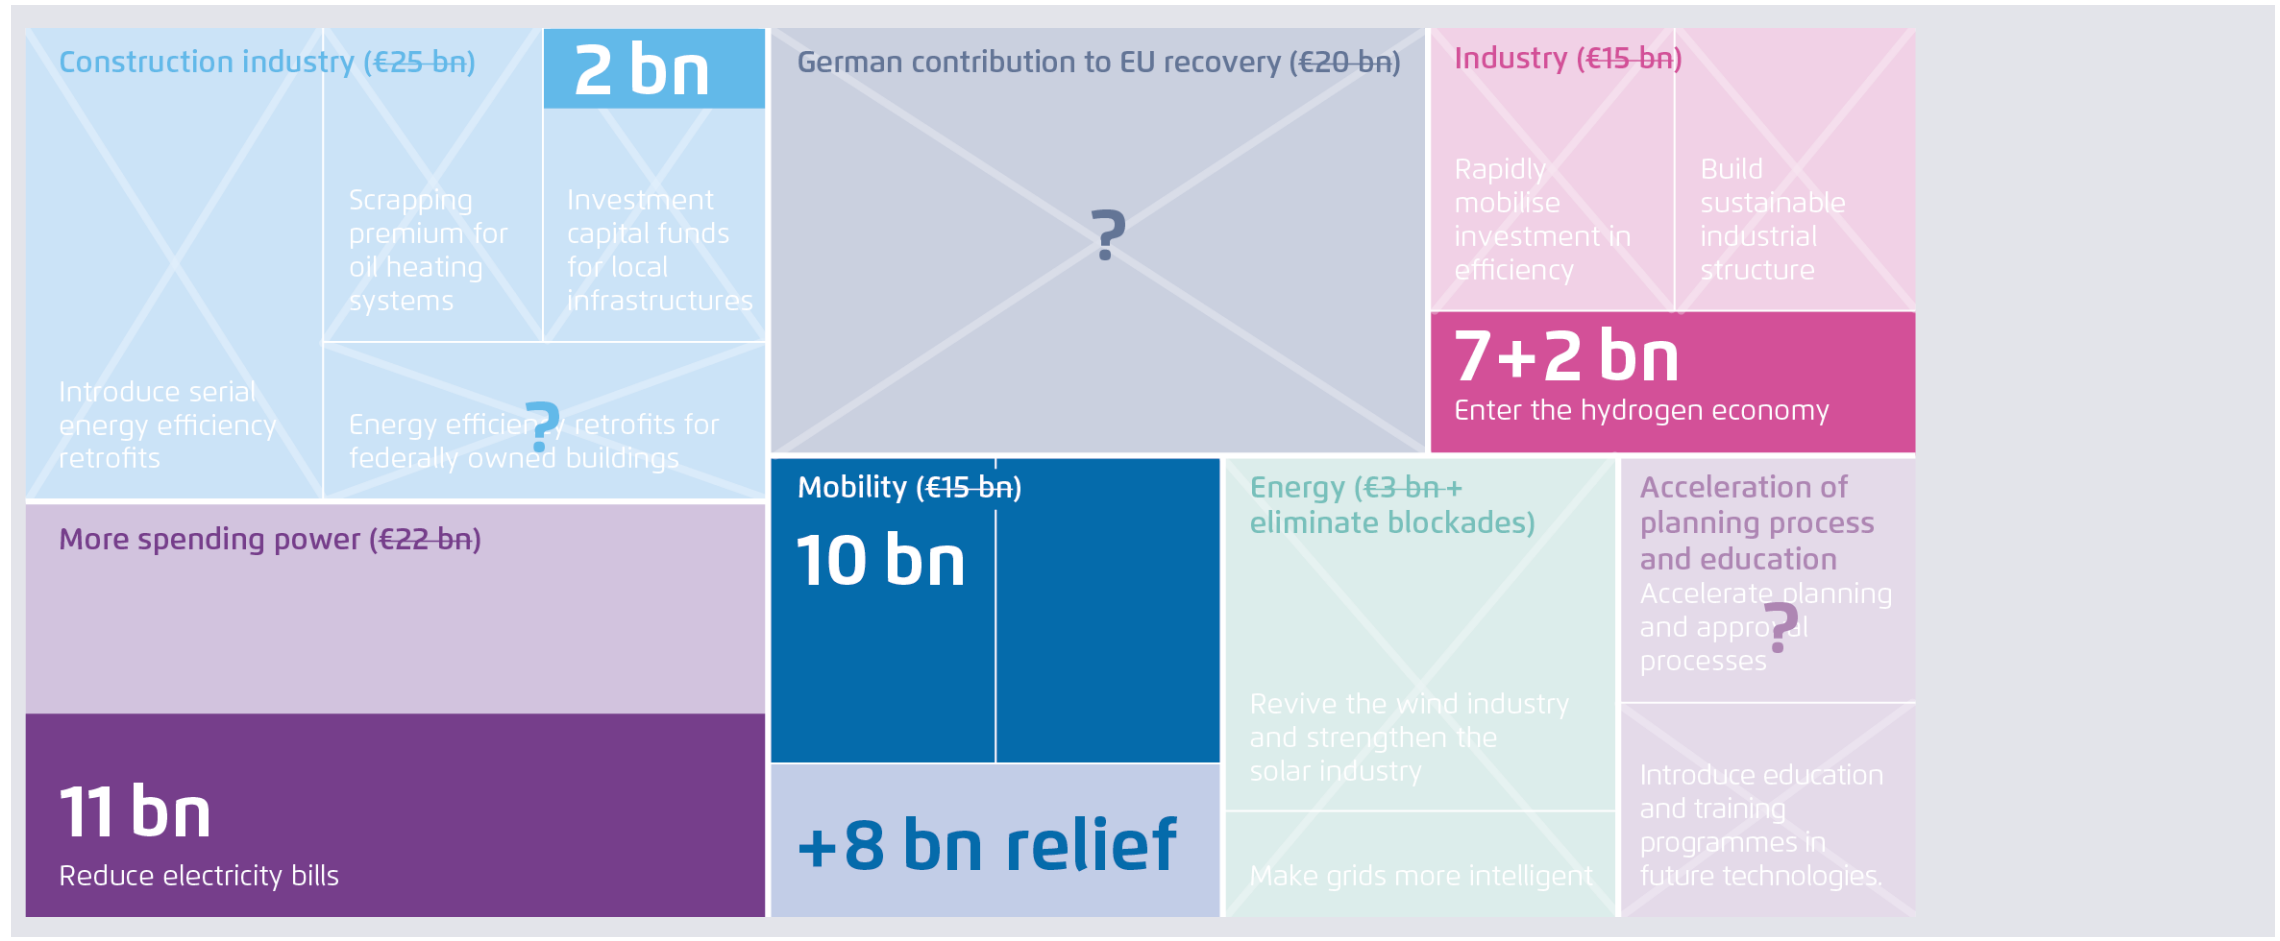 Construction industry (€25 bn)
2 bn
Scrapping
premium for
oil heating
systems
Investment
capital funds
for local
infrastructures
Introduce serial
energy efficiency
retrofits
Energy efficiency retrofits for
federally owned buildings
?
German contribution to EU recovery (€20 bn)
?
Industry (€15 bn)
Rapidly
mobilise
investment in
efficiency
Build
sustainable
industrial
structure
7+2 bn
Enter the hydrogen economy
More spending power (€22 bn)
11 bn
Reduce electricity bills
Mobility (€15 bn)
10 bn
+8 bn relief
Energy (€3 bn +
eliminate blockades)
Revive the wind industry
and strengthen the
solar industry
Make grids more intelligent
Acceleration of
planning process
and education
Accelerate planning
and approval
processes
?
Introduce education
and training
programmes in
future technologies.